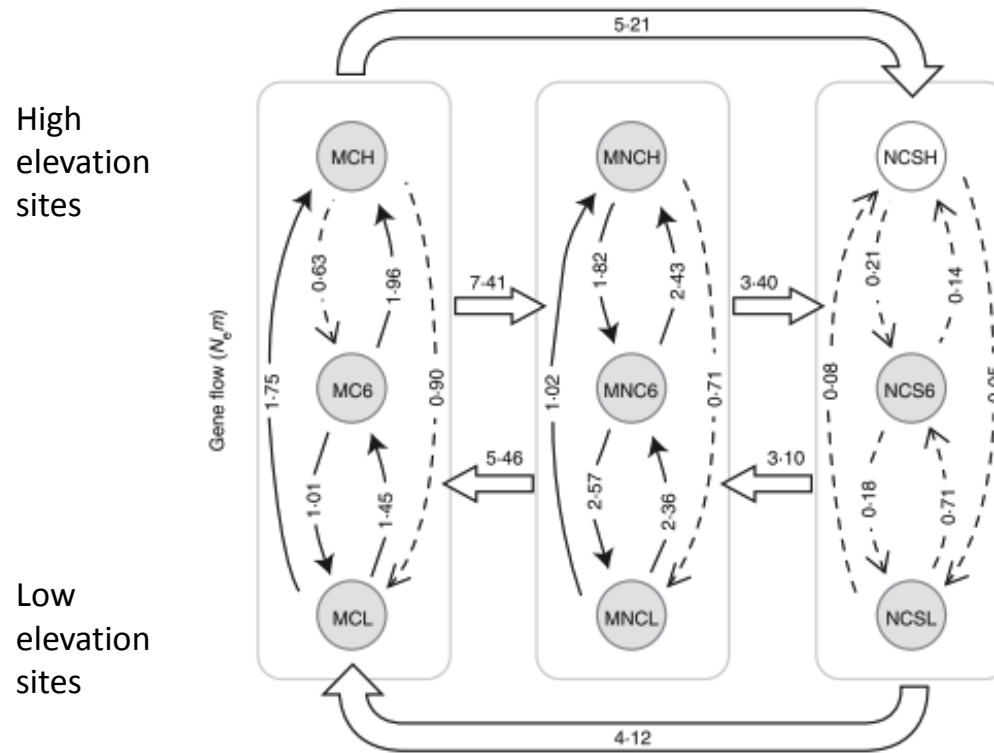 5·21
High
elevation
sites
MCH
MNCH
NCSH
0·63
1·96
1·82
2·43
0·21
0·14
7·41
3·40
Gene flow (Nₑm)
1·75
MC6
0·90
1·02
MNC6
0·71
0·08
NCS6
0·05
5·46
3·10
1·01
1·45
2·57
2·36
0·18
0·71
Low
elevation
sites
MCL
MNCL
NCSL
4·12